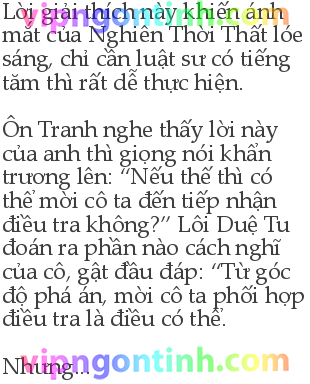 Lời giải thích này khiến ánh
mắt của Nghiên Thời Thất lóe
sáng, chỉ cần luật sư có tiếng
tăm thì rất dễ thực hiện.
Ôn Tranh nghe thấy lời này
của anh thì giọng nói khẩn
trương lên: “Nếu thế thì có
thể mời cô ta đến tiếp nhận
điều tra không?” Lôi Duệ Tu
đoán ra phần nào cách nghĩ
của cô, gật đầu đáp: “Từ góc
độ phá án, mời cô ta phối hợp
điều tra là điều có thể.
Nhưng...
vipngontinh.com
vipngontinh.com